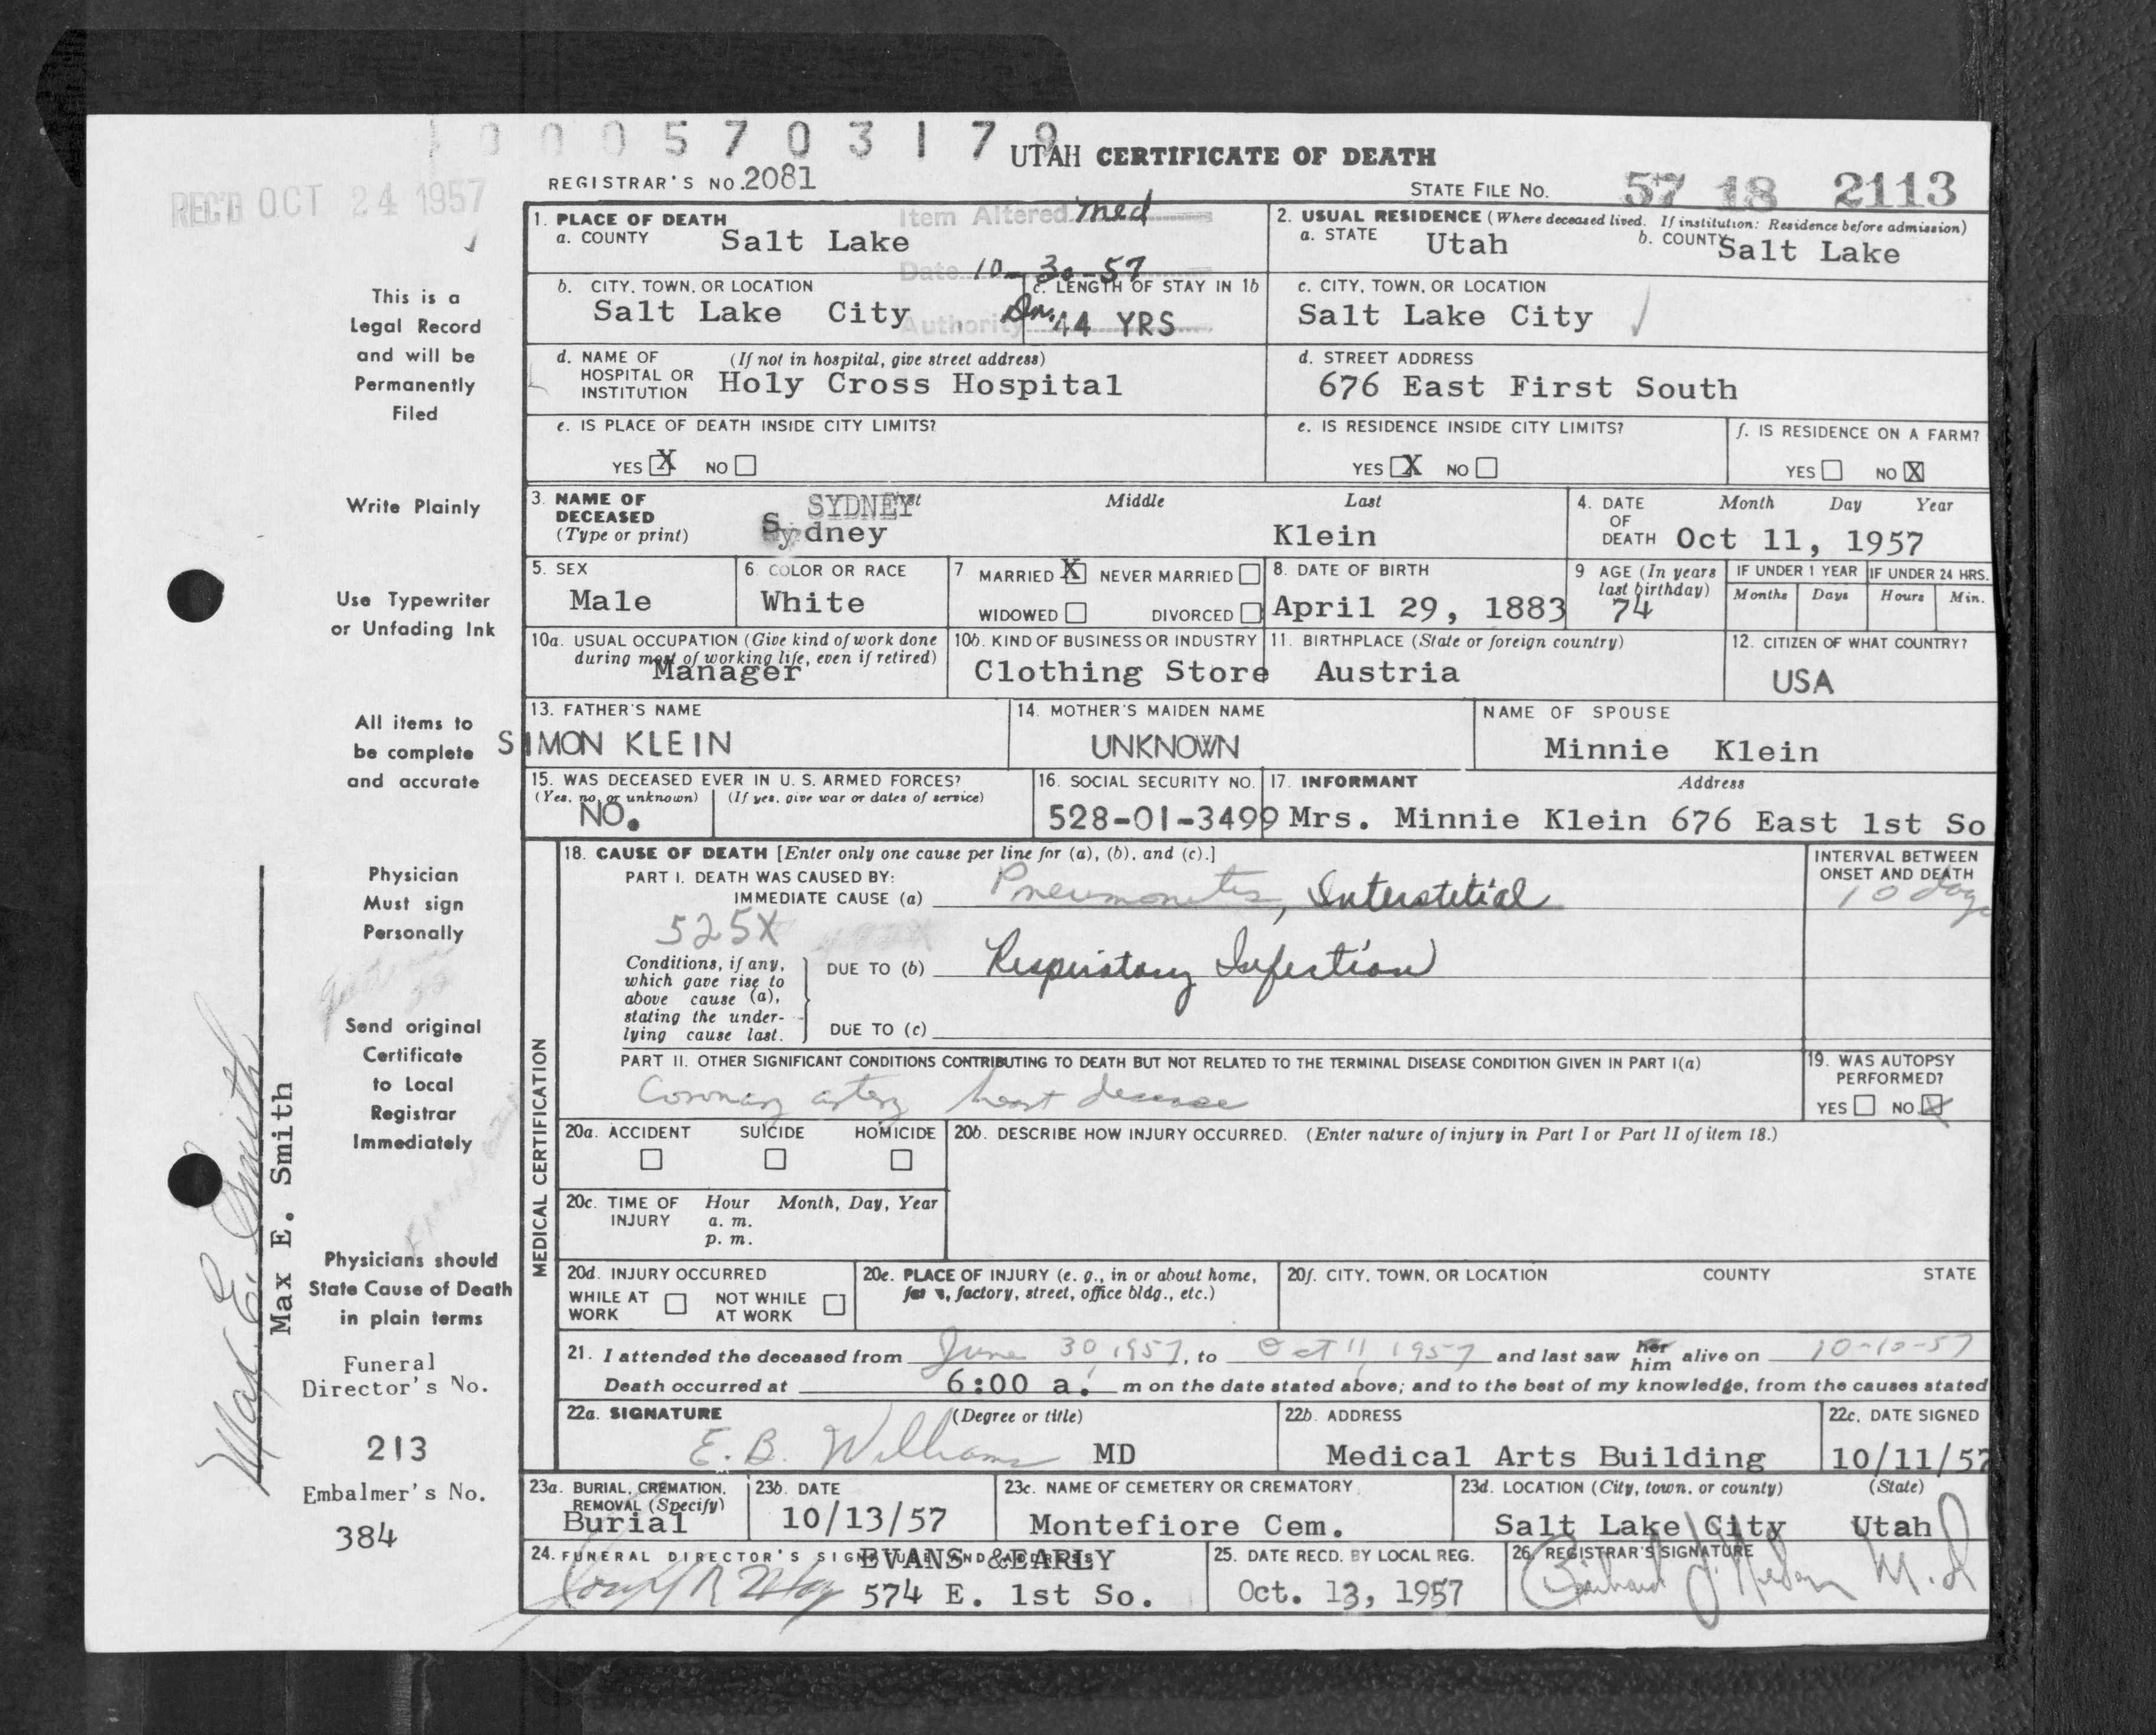 1000570317 9
UTAH CERTIFICATE OF DEATH
REC'D OCT 24 1957
REGISTRAR'S NO. 2081
STATE FILE NO. 57 18 2113
Item Altered med
Date 10-30-57
Authority
1. PLACE OF DEATH
a. COUNTY Salt Lake
2. USUAL RESIDENCE (Where deceased lived. If institution: Residence before admission)
a. STATE Utah b. COUNTY Salt Lake
b. CITY, TOWN, OR LOCATION
Salt Lake City
c. LENGTH OF STAY IN 1b
44 YRS
c. CITY, TOWN, OR LOCATION
Salt Lake City
d. NAME OF HOSPITAL OR INSTITUTION (If not in hospital, give street address)
Holy Cross Hospital
d. STREET ADDRESS
676 East First South
e. IS PLACE OF DEATH INSIDE CITY LIMITS?
YES X NO
e. IS RESIDENCE INSIDE CITY LIMITS?
YES X NO
f. IS RESIDENCE ON A FARM?
YES NO X
3. NAME OF DECEASED (Type or print)
First Middle Last
SYDNEY
Sydney Klein
4. DATE OF DEATH Month Day Year
Oct 11, 1957
5. SEX
Male
6. COLOR OR RACE
White
7 MARRIED X NEVER MARRIED
WIDOWED DIVORCED
8. DATE OF BIRTH
April 29, 1883
9 AGE (In years last birthday)
74
IF UNDER 1 YEAR
Months Days
IF UNDER 24 HRS.
Hours Min.
10a. USUAL OCCUPATION (Give kind of work done during most of working life, even if retired)
Manager
10b. KIND OF BUSINESS OR INDUSTRY
Clothing Store
11. BIRTHPLACE (State or foreign country)
Austria
12. CITIZEN OF WHAT COUNTRY?
USA
13. FATHER'S NAME
SIMON KLEIN
14. MOTHER'S MAIDEN NAME
UNKNOWN
NAME OF SPOUSE
Minnie Klein
15. WAS DECEASED EVER IN U. S. ARMED FORCES?
(Yes, no, or unknown) (If yes, give war or dates of service)
NO.
16. SOCIAL SECURITY NO.
528-01-3499
17. INFORMANT Address
Mrs. Minnie Klein 676 East 1st So
MEDICAL CERTIFICATION
18. CAUSE OF DEATH [Enter only one cause per line for (a), (b), and (c).]
PART I. DEATH WAS CAUSED BY:
IMMEDIATE CAUSE (a) Pneumonitis, Interstitial
INTERVAL BETWEEN ONSET AND DEATH
10 days
525X
Conditions, if any, which gave rise to above cause (a), stating the underlying cause last.
DUE TO (b) Respiratory Infection
DUE TO (c)
PART II. OTHER SIGNIFICANT CONDITIONS CONTRIBUTING TO DEATH BUT NOT RELATED TO THE TERMINAL DISEASE CONDITION GIVEN IN PART I(a)
Coronary artery heart disease
19. WAS AUTOPSY PERFORMED?
YES NO X
20a. ACCIDENT SUICIDE HOMICIDE
20b. DESCRIBE HOW INJURY OCCURRED. (Enter nature of injury in Part I or Part II of item 18.)
20c. TIME OF INJURY Hour Month, Day, Year
a. m.
p. m.
20d. INJURY OCCURRED
WHILE AT WORK NOT WHILE AT WORK
20e. PLACE OF INJURY (e. g., in or about home, farm, factory, street, office bldg., etc.)
20f. CITY, TOWN, OR LOCATION COUNTY STATE
21. I attended the deceased from June 30, 1957, to Oct 11, 1957 and last saw her him alive on 10-10-57
Death occurred at 6:00 a. m on the date stated above; and to the best of my knowledge, from the causes stated
22a. SIGNATURE (Degree or title)
E. B. Williams MD
22b. ADDRESS
Medical Arts Building
22c. DATE SIGNED
10/11/57
23a. BURIAL, CREMATION, REMOVAL (Specify)
Burial
23b. DATE
10/13/57
23c. NAME OF CEMETERY OR CREMATORY
Montefiore Cem.
23d. LOCATION (City, town, or county) (State)
Salt Lake City Utah
24. FUNERAL DIRECTOR'S SIGNATURE AND ADDRESS
EVANS & EARLY
574 E. 1st So.
25. DATE RECD. BY LOCAL REG.
Oct. 13, 1957
26. REGISTRAR'S SIGNATURE
M.D
This is a
Legal Record
and will be
Permanently
Filed
Write Plainly
Use Typewriter
or Unfading Ink
All items to
be complete
and accurate
Physician
Must sign
Personally
Send original
Certificate
to Local
Registrar
Immediately
Physicians should
State Cause of Death
in plain terms
Funeral
Director's No.
213
Embalmer's No.
384
Max E. Smith
Max E. Smith